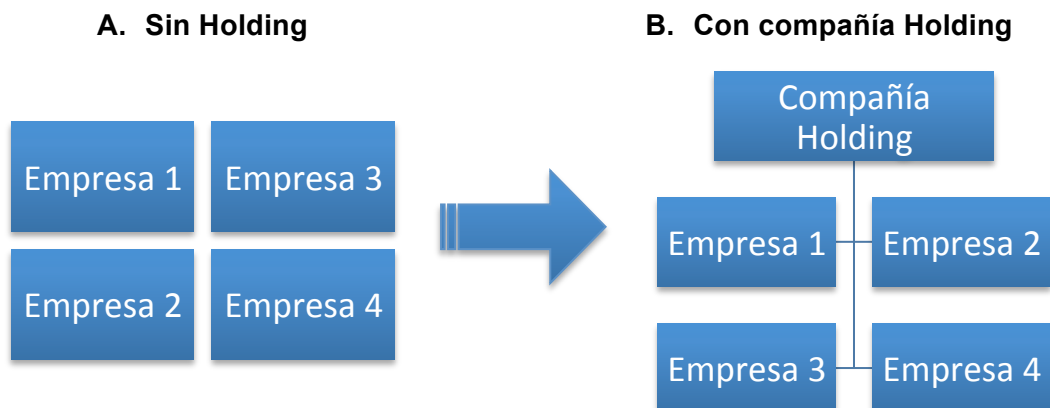 A. Sin Holding
Empresa 1
Empresa 3
Empresa 2
Empresa 4
B. Con compañía Holding
Compañía
Holding
Empresa 1
Empresa 2
Empresa 3
Empresa 4